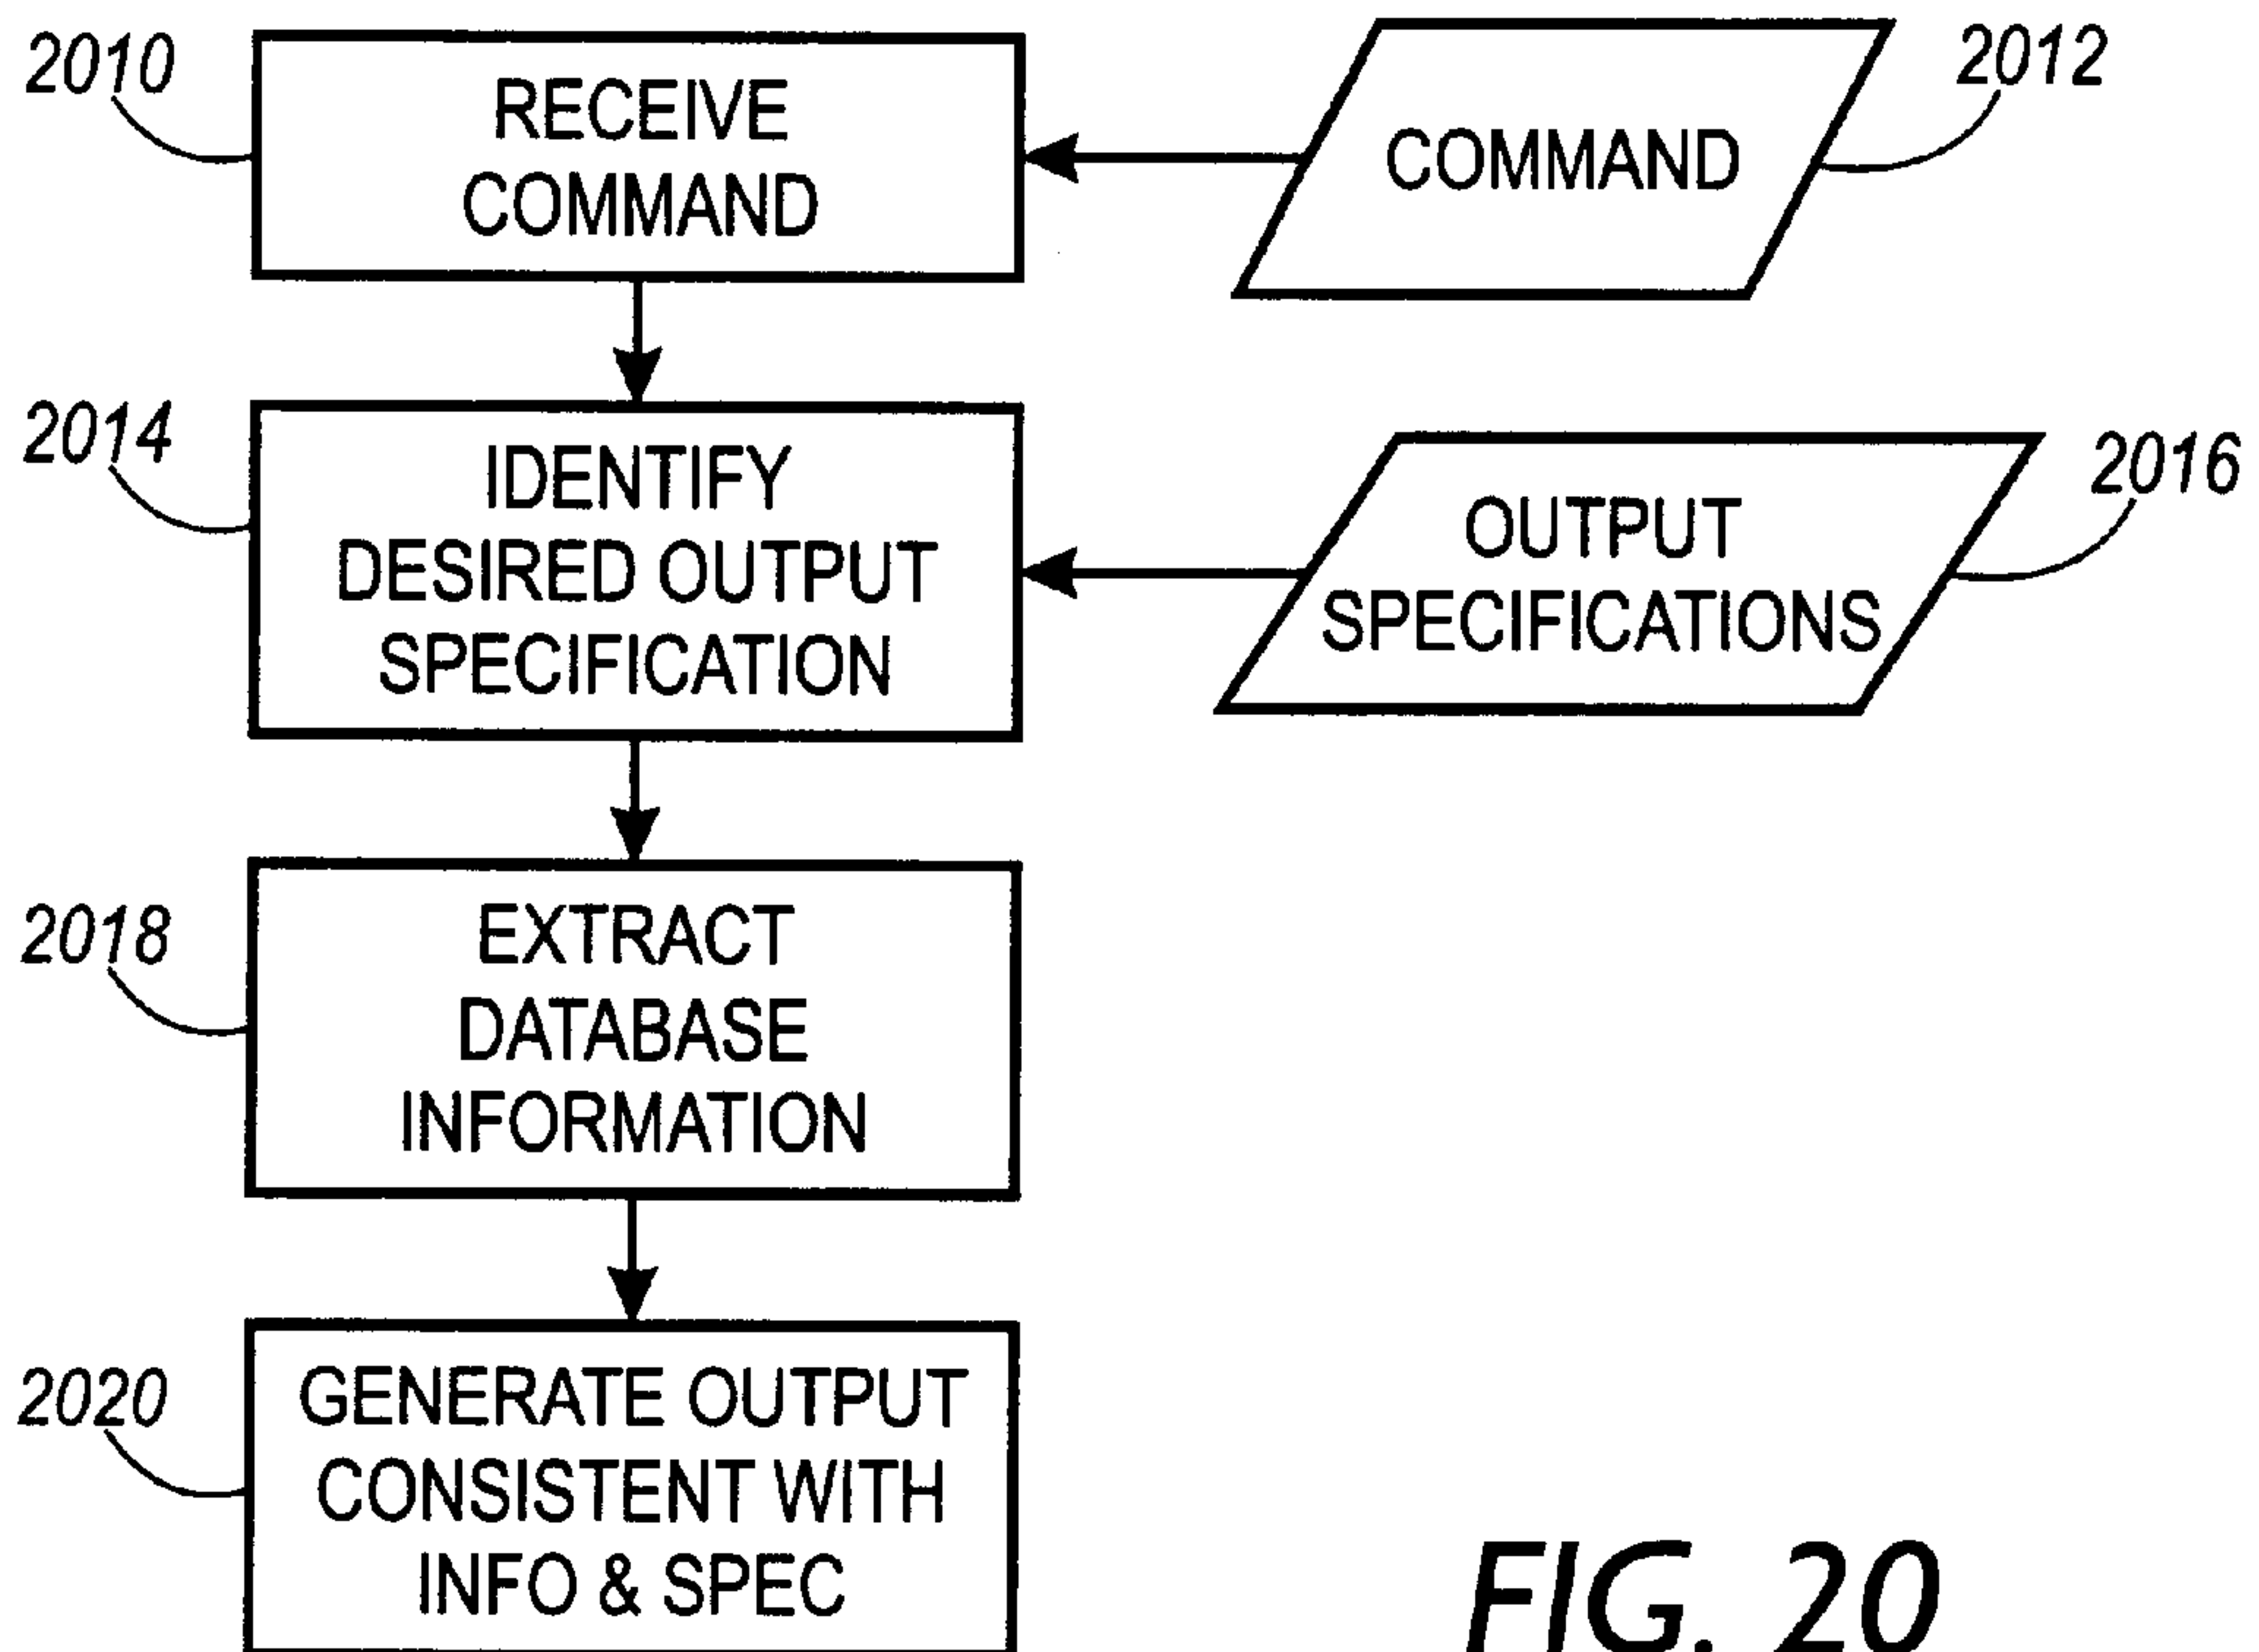 2010
RECEIVE
COMMAND
COMMAND
2012
2014
IDENTIFY
DESIRED OUTPUT
SPECIFICATION
OUTPUT
SPECIFICATIONS
2016
2018
EXTRACT
DATABASE
INFORMATION
2020
GENERATE OUTPUT
CONSISTENT WITH
INFO & SPEC
FIG. 20